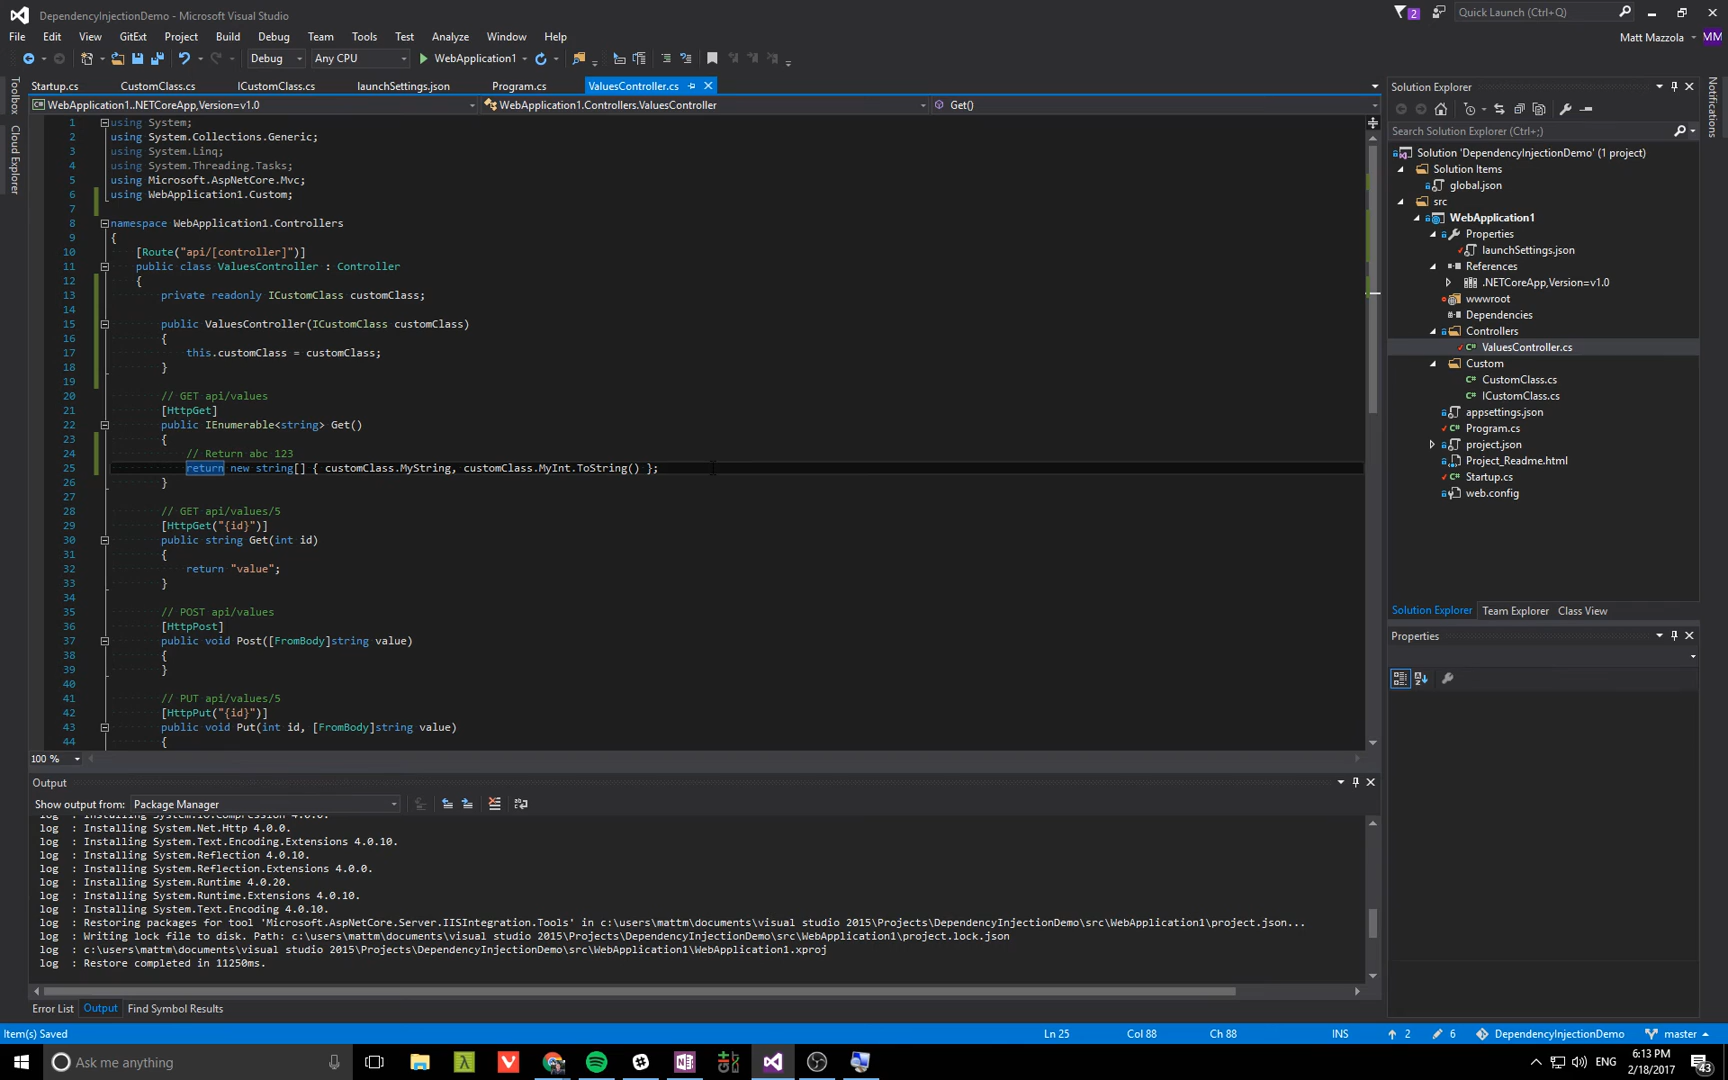 DependencyInjectionDemo - Microsoft Visual Studio
2
Quick Launch (Ctrl+Q)
File Edit View GitExt Project Build Debug Team Tools Test Analyze Window Help
Matt Mazzola MM
Debug Any CPU WebApplication1
Toolbox
Cloud Explorer
Notifications
Startup.cs CustomClass.cs ICustomClass.cs launchSettings.json Program.cs ValuesController.cs
WebApplication1..NETCoreApp,Version=v1.0 WebApplication1.Controllers.ValuesController Get()
1 using System;
2 using System.Collections.Generic;
3 using System.Linq;
4 using System.Threading.Tasks;
5 using Microsoft.AspNetCore.Mvc;
6 using WebApplication1.Custom;
7
8 namespace WebApplication1.Controllers
9 {
10 [Route("api/[controller]")]
11 public class ValuesController : Controller
12 {
13 private readonly ICustomClass customClass;
14
15 public ValuesController(ICustomClass customClass)
16 {
17 this.customClass = customClass;
18 }
19
20 // GET api/values
21 [HttpGet]
22 public IEnumerable<string> Get()
23 {
24 // Return abc 123
25 return new string[] { customClass.MyString, customClass.MyInt.ToString() };
26 }
27
28 // GET api/values/5
29 [HttpGet("{id}")]
30 public string Get(int id)
31 {
32 return "value";
33 }
34
35 // POST api/values
36 [HttpPost]
37 public void Post([FromBody]string value)
38 {
39 }
40
41 // PUT api/values/5
42 [HttpPut("{id}")]
43 public void Put(int id, [FromBody]string value)
44 {
100 %
Solution Explorer
Search Solution Explorer (Ctrl+;)
Solution 'DependencyInjectionDemo' (1 project)
Solution Items
global.json
src
WebApplication1
Properties
launchSettings.json
References
.NETCoreApp,Version=v1.0
wwwroot
Dependencies
Controllers
ValuesController.cs
Custom
CustomClass.cs
ICustomClass.cs
appsettings.json
Program.cs
project.json
Project_Readme.html
Startup.cs
web.config
Solution Explorer Team Explorer Class View
Properties
Output
Show output from: Package Manager
log : Installing System.IO.Compression 4.0.0.
log : Installing System.Net.Http 4.0.0.
log : Installing System.Text.Encoding.Extensions 4.0.10.
log : Installing System.Reflection 4.0.10.
log : Installing System.Reflection.Extensions 4.0.0.
log : Installing System.Runtime 4.0.20.
log : Installing System.Runtime.Extensions 4.0.10.
log : Installing System.Text.Encoding 4.0.10.
log : Restoring packages for tool 'Microsoft.AspNetCore.Server.IISIntegration.Tools' in c:\users\mattm\documents\visual studio 2015\Projects\DependencyInjectionDemo\src\WebApplication1\project.json...
log : Writing lock file to disk. Path: c:\users\mattm\documents\visual studio 2015\Projects\DependencyInjectionDemo\src\WebApplication1\project.lock.json
log : c:\users\mattm\documents\visual studio 2015\Projects\DependencyInjectionDemo\src\WebApplication1\WebApplication1.xproj
log : Restore completed in 11250ms.
Error List Output Find Symbol Results
Item(s) Saved Ln 25 Col 88 Ch 88 INS 2 6 DependencyInjectionDemo master
Ask me anything
ENG
6:13 PM
2/18/2017
43